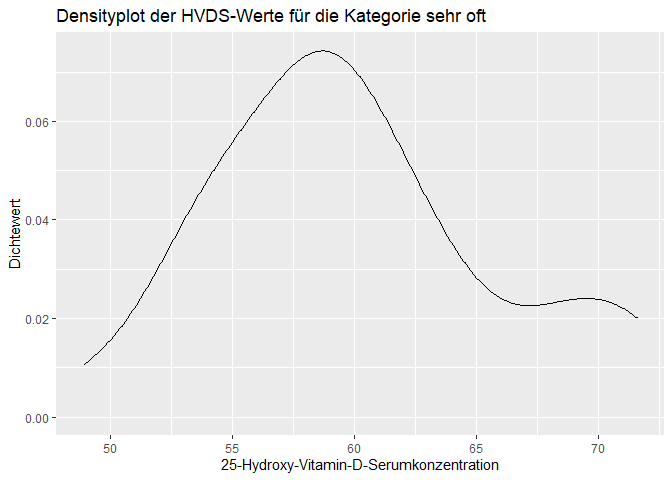 Densityplot der HVDS-Werte für die Kategorie sehr oft
Dichtewert
0.06
0.04
0.02
0.00
50 55 60 65 70
25-Hydroxy-Vitamin-D-Serumkonzentration